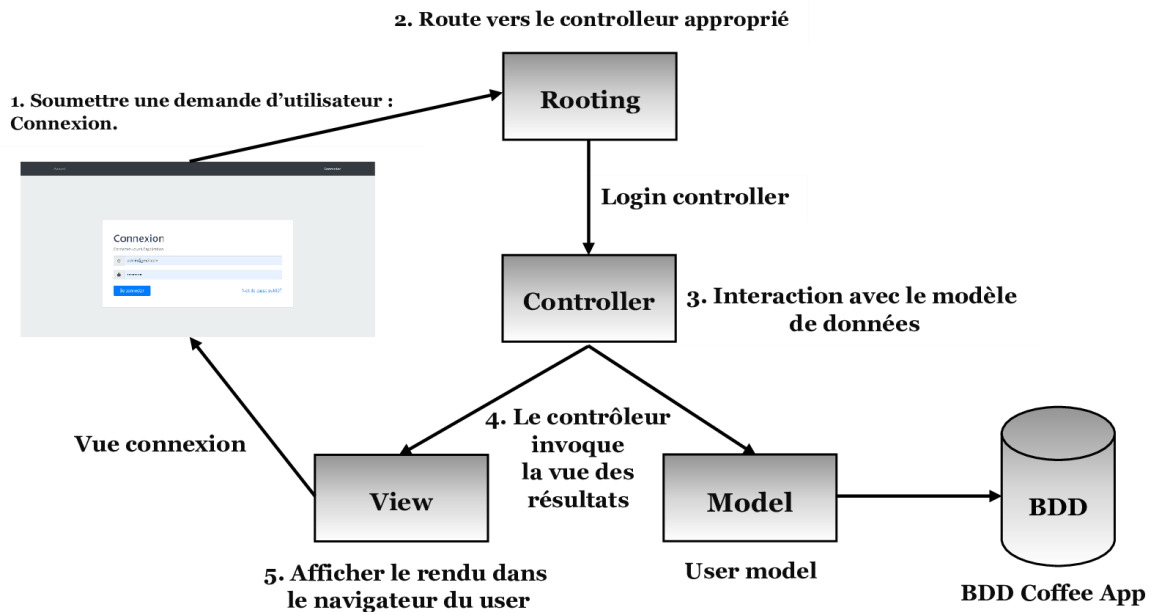 2. Route vers le controlleur approprié
Rooting
1. Soumettre une demande d'utilisateur :
Connexion.
Connexion
Login controller
Controller
3. Interaction avec le modèle
de données
4. Le contrôleur
invoque
la vue des
résultats
Vue connexion
View
Model
BDD
5. Afficher le rendu dans
le navigateur du user
User model
BDD Coffee App